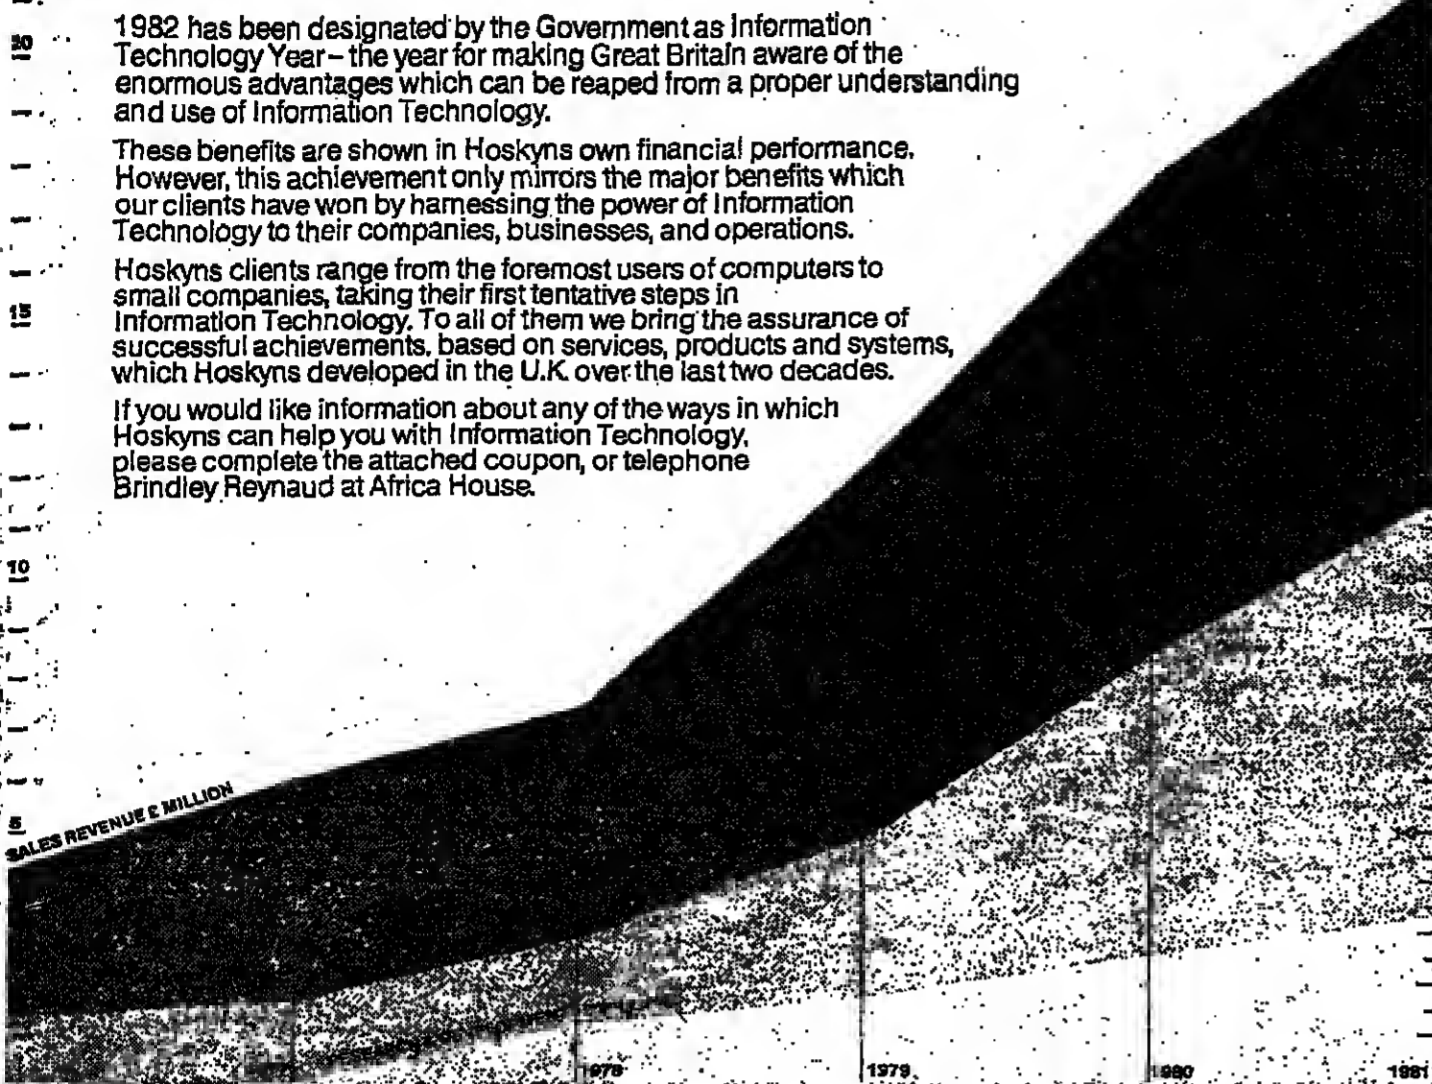 20
1982 has been designated by the Government as Information
Technology Year – the year for making Great Britain aware of the
enormous advantages which can be reaped from a proper understanding
and use of Information Technology.
These benefits are shown in Hoskyns own financial performance.
However, this achievement only mirrors the major benefits which
our clients have won by harnessing the power of Information
Technology to their companies, businesses, and operations.
Hoskyns clients range from the foremost users of computers to
small companies, taking their first tentative steps in
15
Information Technology. To all of them we bring the assurance of
successful achievements, based on services, products and systems,
which Hoskyns developed in the U.K. over the last two decades.
If you would like information about any of the ways in which
Hoskyns can help you with Information Technology,
please complete the attached coupon, or telephone
Brindley Reynaud at Africa House.
10
5
SALES REVENUE £ MILLION
1978
1979
1980
1981